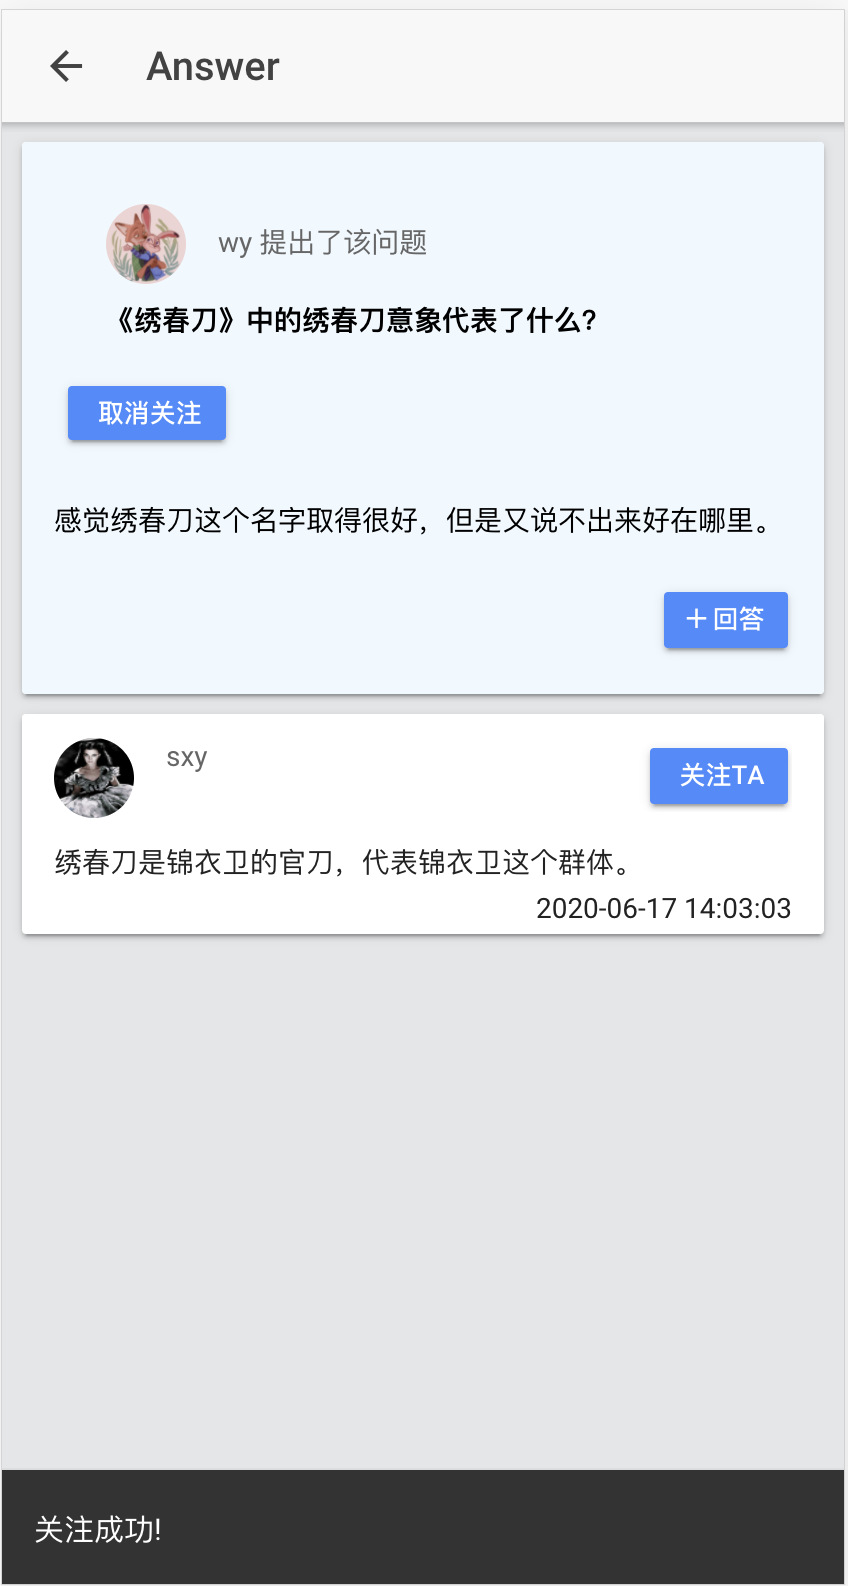 Answer
wy 提出了该问题
《绣春刀》中的绣春刀意象代表了什么?
取消关注
感觉绣春刀这个名字取得很好，但是又说不出来好在哪里。
+ 回答
sxy
关注TA
绣春刀是锦衣卫的官刀，代表锦衣卫这个群体。
2020-06-17 14:03:03
关注成功!